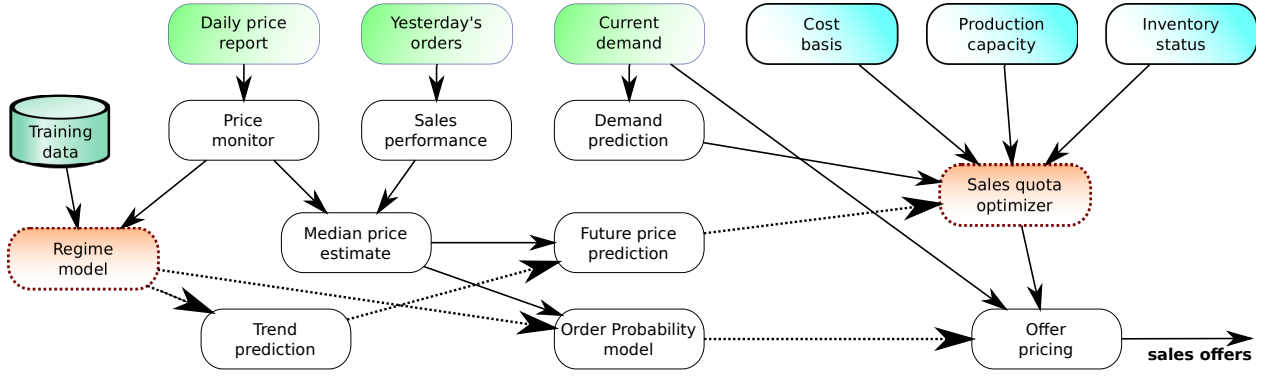 Daily price
report
Yesterday's
orders
Current
demand
Cost
basis
Production
capacity
Inventory
status
Training
data
Price
monitor
Sales
performance
Demand
prediction
Sales quota
optimizer
Regime
model
Median price
estimate
Future price
prediction
Trend
prediction
Order Probability
model
Offer
pricing
sales offers